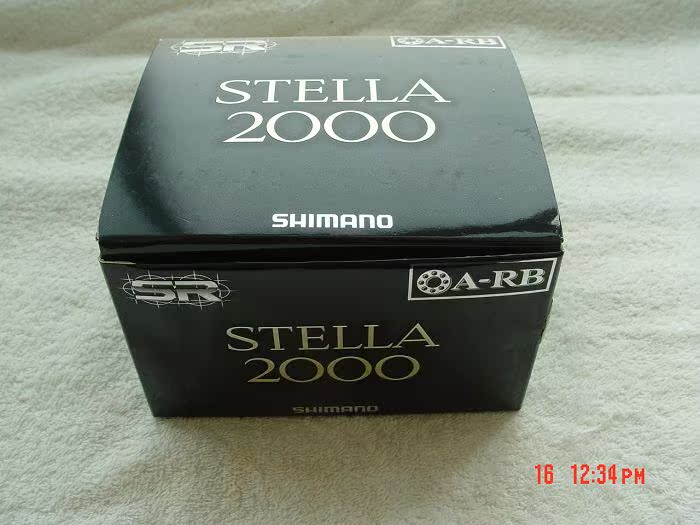 SR A-RB
STELLA
2000
SHIMANO
SR A-RB
STELLA
2000
SHIMANO
16 12:34 PM